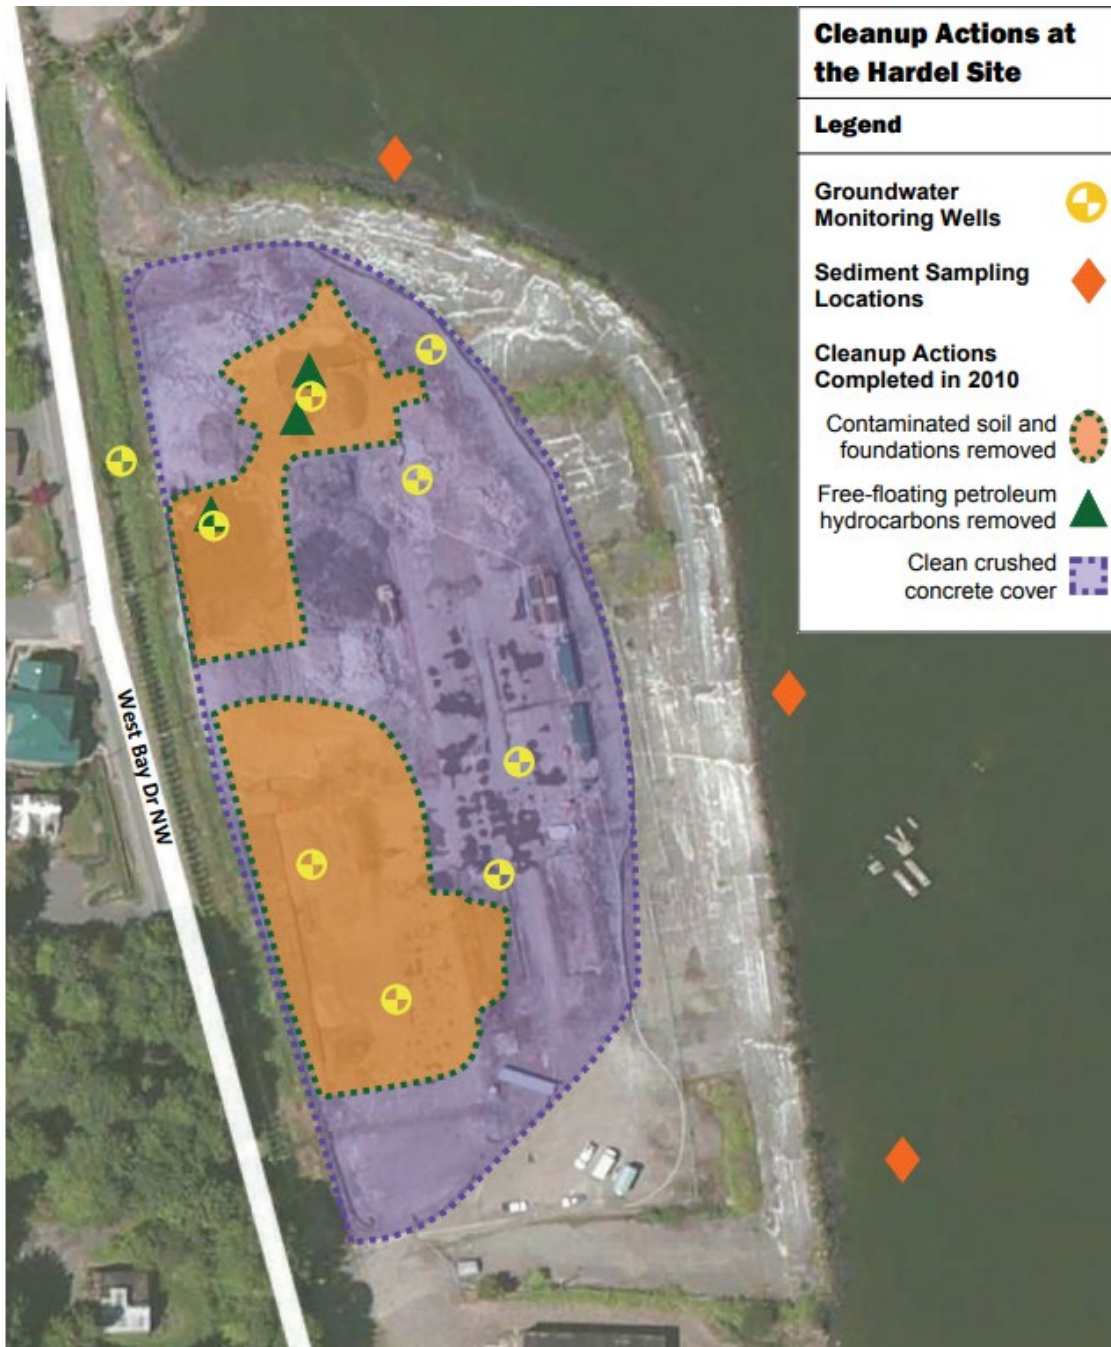 Cleanup Actions at
the Hardel Site
Legend
Groundwater
Monitoring Wells
Sediment Sampling
Locations
Cleanup Actions
Completed in 2010
Contaminated soil and
foundations removed
Free-floating petroleum
hydrocarbons removed
Clean crushed
concrete cover
West Bay Dr NW